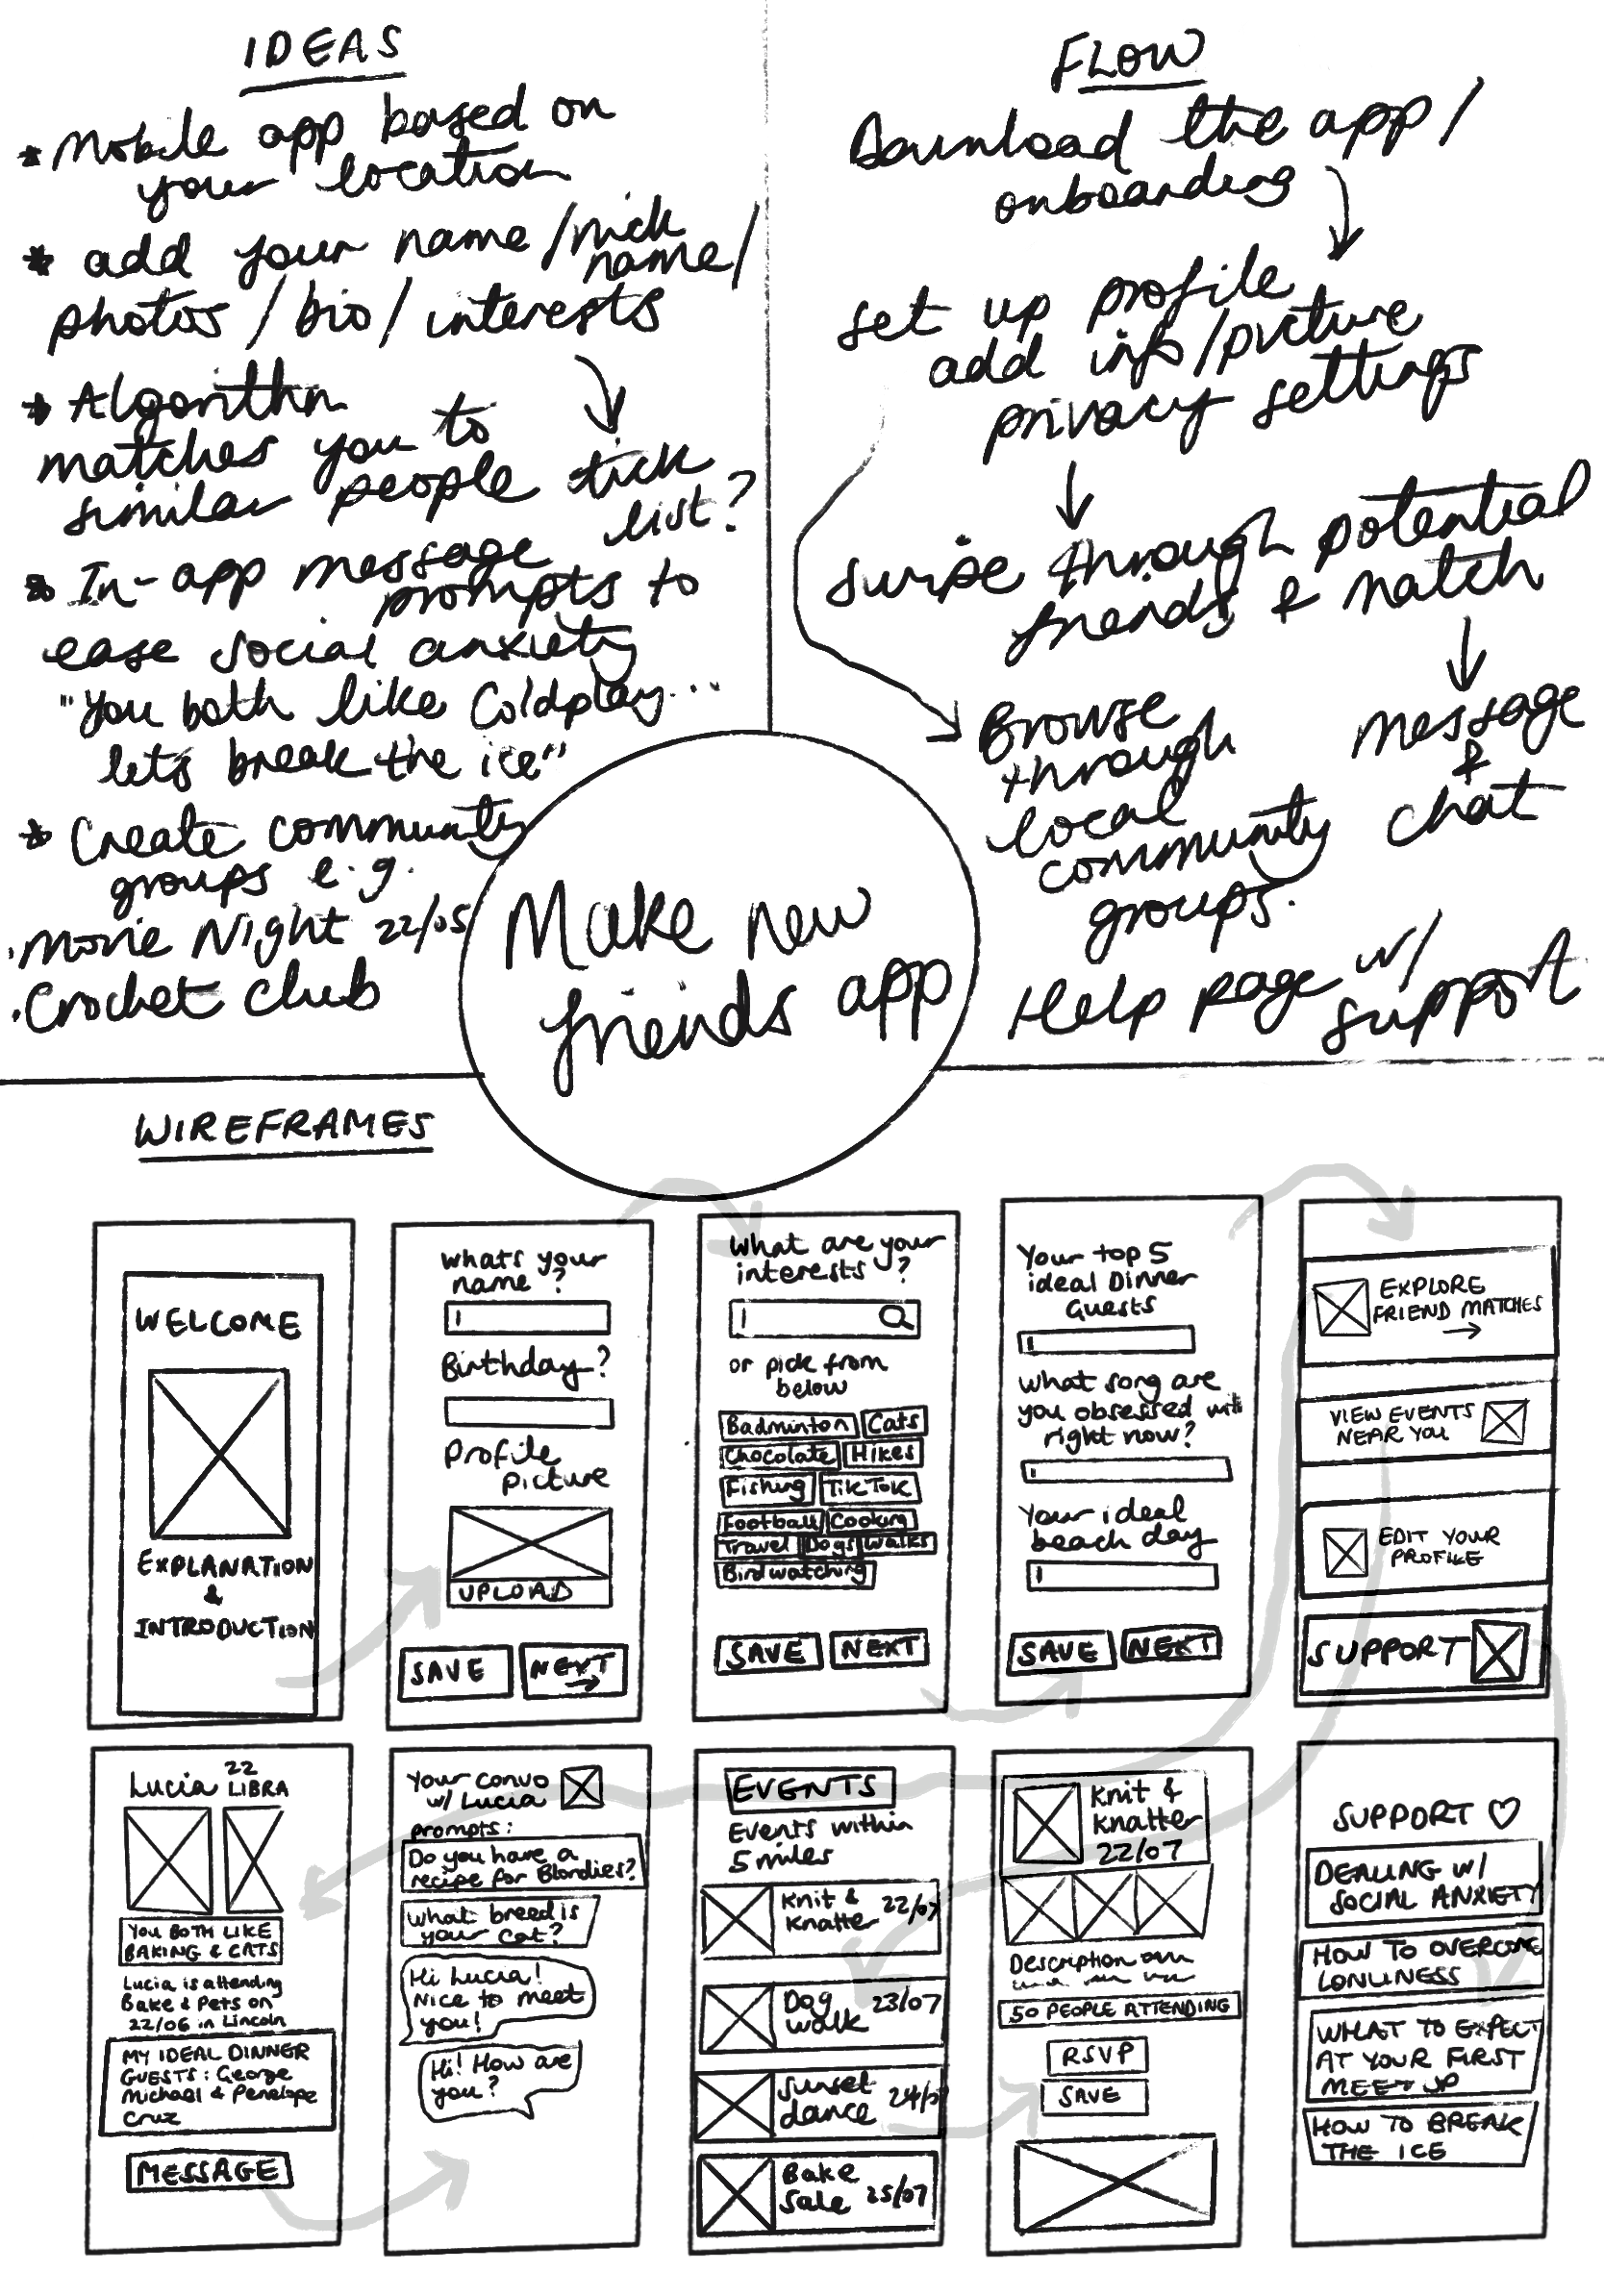 IDEAS
* Mobile app based on
your location
* add your name/nick
name/
photos/bio/interests
* Algorithm
matches you to
similar people tick
list?
* In-app message
prompts to
ease social anxiety
"You both like Coldplay...
lets break the ice"
* Create community
groups e.g.
. Movie Night 22/05
. Crochet club
FLOW
Download the app/
onboarding
set up profile
add info/picture
privacy settings
swipe through potential
friends & match
Browse
through
local
community
groups.
message
&
chat
Help page w/
support
Make new
friends app
WIREFRAMES
WELCOME
EXPLANATION
&
INTRODUCTION
Whats your
name?
Birthday?
Profile
picture
UPLOAD
SAVE
NEXT
What are your
interests?
or pick from
below
Badminton Cats
Chocolate Hikes
Fishing TikTok
Football Cooking
Travel Dogs Walks
Birdwatching
SAVE NEXT
Your top 5
ideal Dinner
Guests
What song are
you obsessed with
right now?
Your ideal
beach day
SAVE NEXT
EXPLORE
FRIEND MATCHES
VIEW EVENTS
NEAR YOU
EDIT YOUR
PROFILE
SUPPORT
Lucia 22
LIBRA
YOU BOTH LIKE
BAKING & CATS
Lucia is attending
Bake & Pets on
22/06 in Lincoln
MY IDEAL DINNER
GUESTS: George
Michael & Penelope
Cruz
MESSAGE
Your convo
w/ Lucia
prompts:
Do you have a
recipe for Blondies?
What breed is
your cat?
Hi Lucia!
Nice to meet
you!
Hi! How are
you?
EVENTS
Events within
5 miles
Knit &
Knatter 22/07
Dog
walk 23/07
Sunset
dance 24/07
Bake
Sale 25/07
Knit &
Knatter
22/07
Description
50 PEOPLE ATTENDING
RSVP
SAVE
SUPPORT ♡
DEALING W/
SOCIAL ANXIETY
HOW TO OVERCOME
LONLINESS
WHAT TO EXPECT
AT YOUR FIRST
MEET UP
HOW TO BREAK
THE ICE